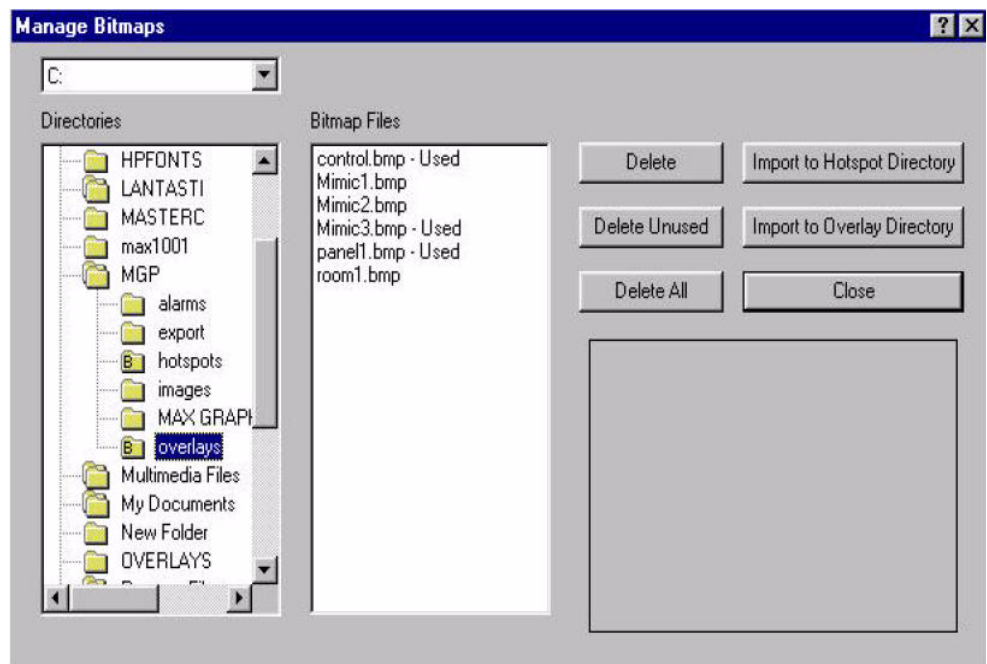 Manage Bitmaps
C:
Directories
HPFONTS
LANTASTI
MASTERC
max1001
MGP
alarms
export
hotspots
images
MAX GRAPH
overlays
Multimedia Files
My Documents
New Folder
OVERLAYS
Bitmap Files
control.bmp - Used
Mimic1.bmp
Mimic2.bmp
Mimic3.bmp - Used
panel1.bmp - Used
room1.bmp
Delete
Import to Hotspot Directory
Delete Unused
Import to Overlay Directory
Delete All
Close